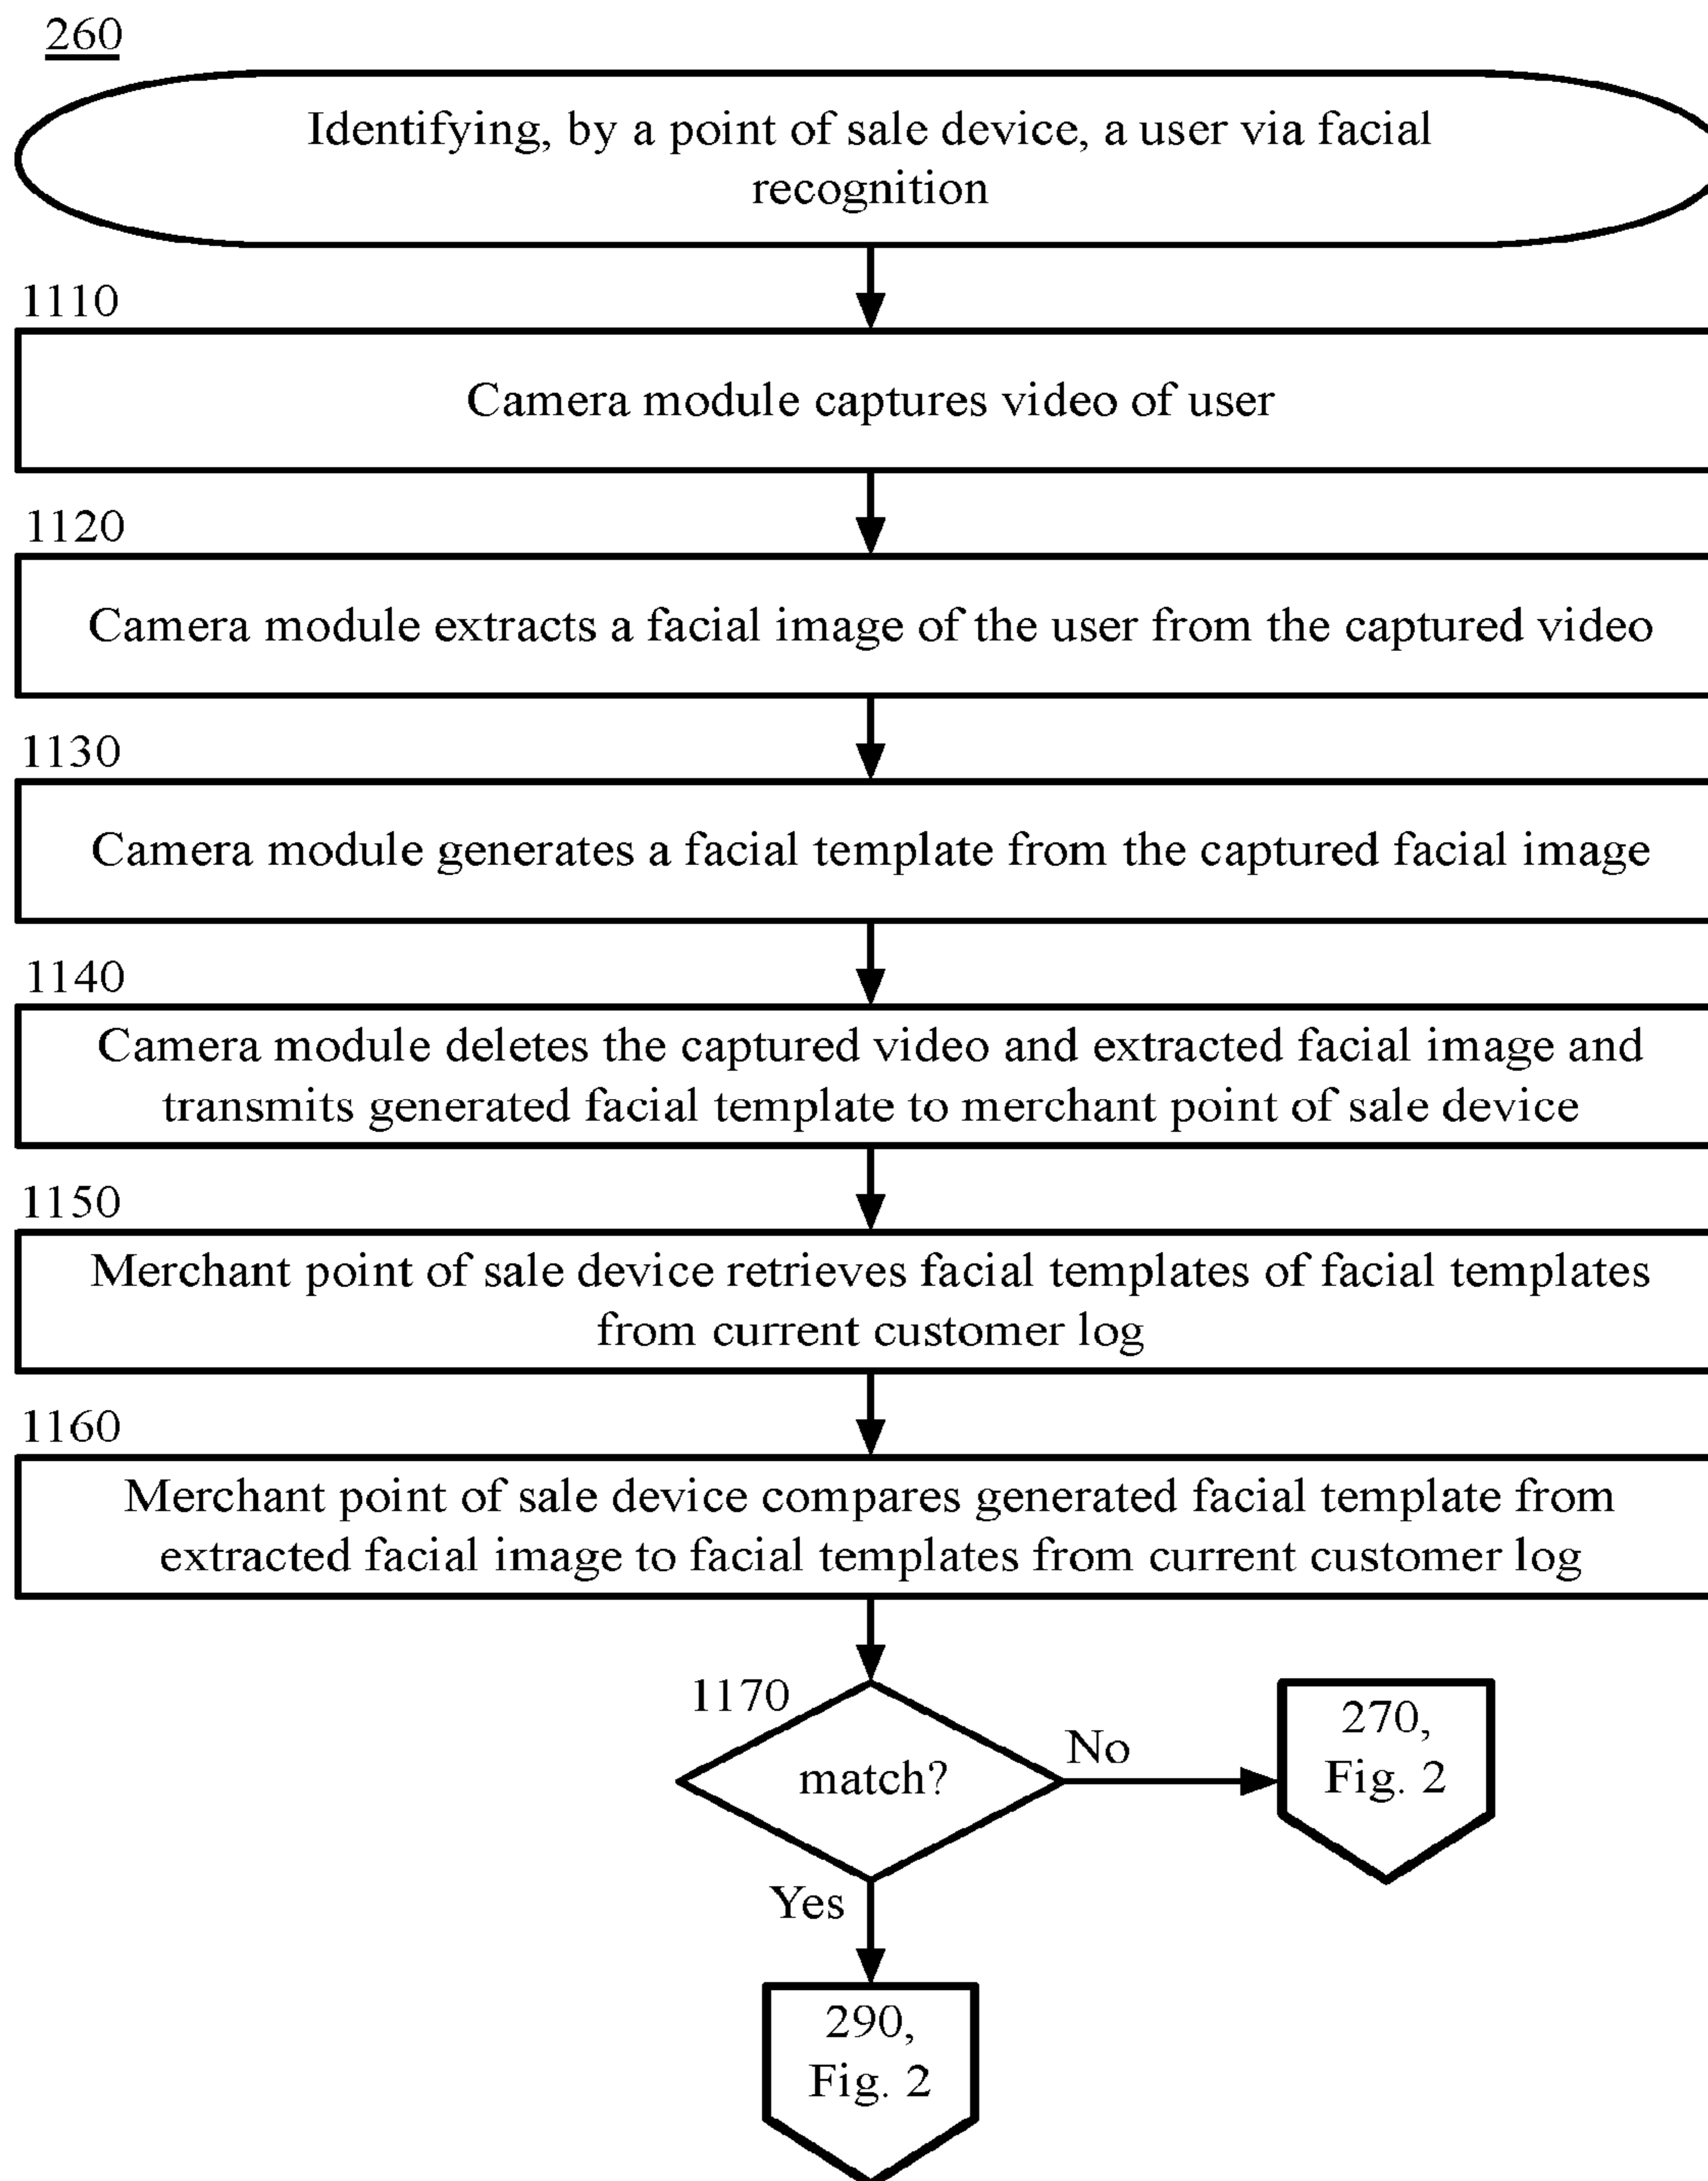 260
Identifying, by a point of sale device, a user via facial
recognition
1110
Camera module captures video of user
1120
Camera module extracts a facial image of the user from the captured video
1130
Camera module generates a facial template from the captured facial image
1140
Camera module deletes the captured video and extracted facial image and
transmits generated facial template to merchant point of sale device
1150
Merchant point of sale device retrieves facial templates of facial templates
from current customer log
1160
Merchant point of sale device compares generated facial template from
extracted facial image to facial templates from current customer log
1170
match?
No
270,
Fig. 2
Yes
290,
Fig. 2